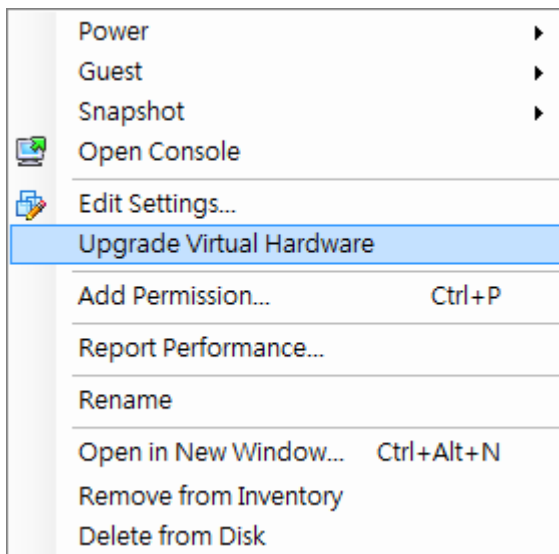 Power
Guest
Snapshot
Open Console
Edit Settings...
Upgrade Virtual Hardware
Add Permission... Ctrl+P
Report Performance...
Rename
Open in New Window... Ctrl+Alt+N
Remove from Inventory
Delete from Disk